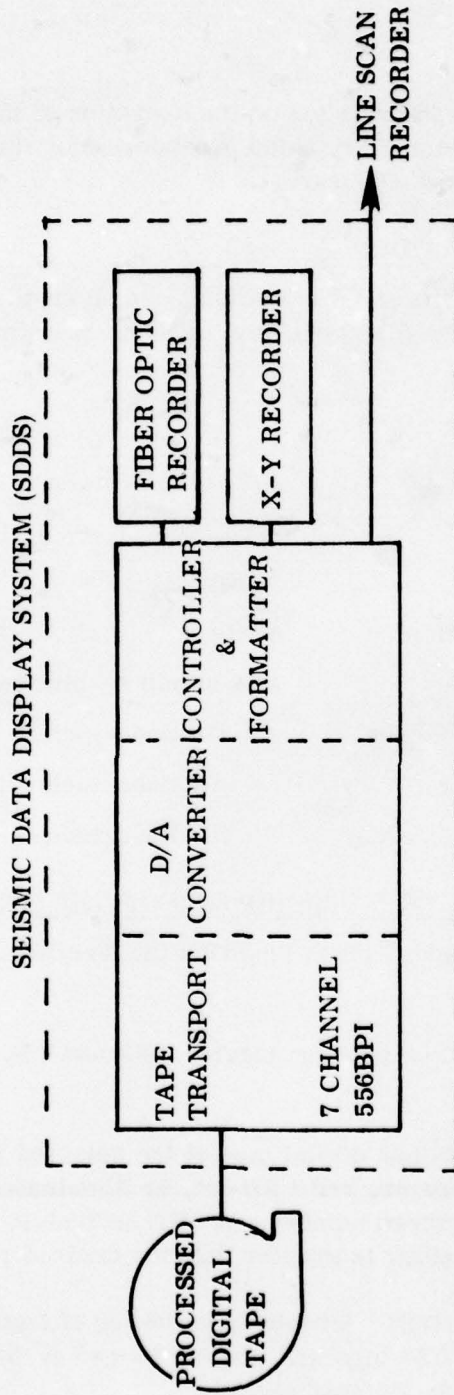 SEISMIC DATA DISPLAY SYSTEM (SDDS)
PROCESSED
DIGITAL
TAPE
TAPE
TRANSPORT
7 CHANNEL
556BPI
D/A
CONVERTER
CONTROLLER
&
FORMATTER
FIBER OPTIC
RECORDER
X-Y RECORDER
LINE SCAN
RECORDER